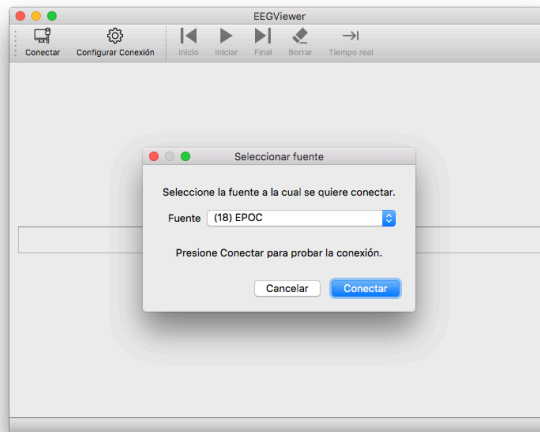 EEGViewer
Conectar Configurar Conexión Inicio Iniciar Final Borrar Tiempo real
Seleccionar fuente
Seleccione la fuente a la cual se quiere conectar.
Fuente (18) EPOC
Presione Conectar para probar la conexión.
Cancelar Conectar